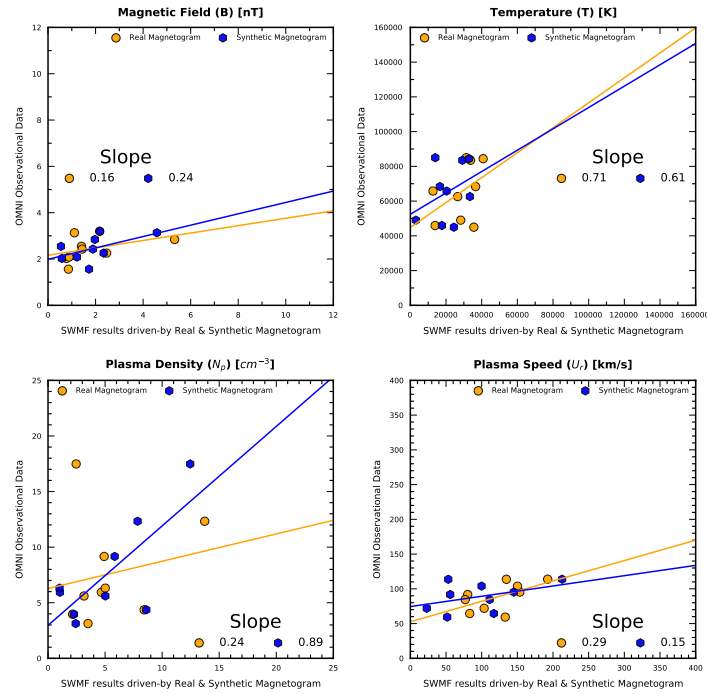 Magnetic Field (B) [nT]
Real Magnetogram
Synthetic Magnetogram
Slope
0.16
0.24
OMNI Observational Data
12
10
8
6
4
2
0
0 2 4 6 8 10 12
SWMF results driven-by Real & Synthetic Magnetogram
Temperature (T) [K]
Real Magnetogram
Synthetic Magnetogram
Slope
0.71
0.61
OMNI Observational Data
160000
140000
120000
100000
80000
60000
40000
20000
0
0 20000 40000 60000 80000 100000 120000 140000 160000
SWMF results driven-by Real & Synthetic Magnetogram
Plasma Density (Nₚ) [cm⁻³]
Real Magnetogram
Synthetic Magnetogram
Slope
0.24
0.89
OMNI Observational Data
25
20
15
10
5
0
0 5 10 15 20 25
SWMF results driven-by Real & Synthetic Magnetogram
Plasma Speed (Uᵣ) [km/s]
Real Magnetogram
Synthetic Magnetogram
Slope
0.29
0.15
OMNI Observational Data
400
350
300
250
200
150
100
50
0
0 50 100 150 200 250 300 350 400
SWMF results driven-by Real & Synthetic Magnetogram